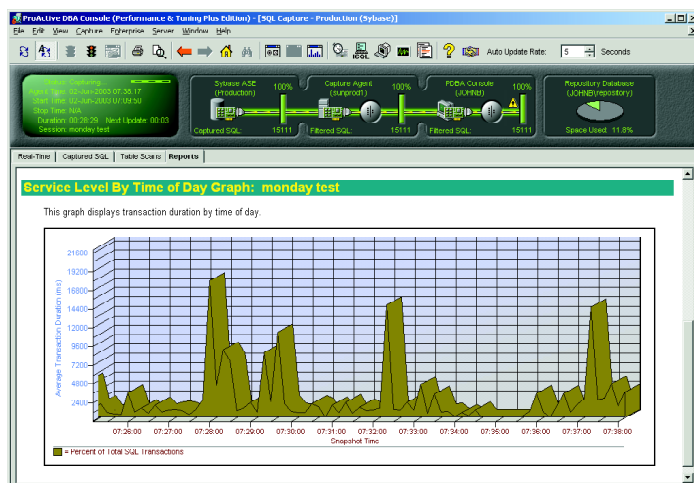 ProActive DBA Console (Performance & Tuning Plus Edition) - [SQL Capture - Production (Sybase)]
File Edit View Capture Enterprise Server Window Help
ICQL
Auto Update Rate: 5 Seconds
Status: Capturing...
Agent Time: 02-Jun-2003 07:38:17
Start Time: 02-Jun-2003 07:09:50
Stop Time: N/A
Duration: 00:28:29 Next Update: 00:03
Session: monday test
Sybase ASE
(Production)
100%
Captured SQL: 15111
Capture Agent
(sunprod1)
100%
Filtered SQL: 15111
PDBA Console
(JOHNB)
100%
Filtered SQL: 15111
Repository Database
(JOHNB\repository)
Space Used: 11.8%
Real-Time Captured SQL Table Scans Reports
Service Level By Time of Day Graph: monday test
This graph displays transaction duration by time of day.
Average Transaction Duration (ms)
21600
19200
16800
14400
12000
9600
7200
4800
2400
07:26:00 07:27:00 07:28:00 07:29:00 07:30:00 07:31:00 07:32:00 07:33:00 07:34:00 07:35:00 07:36:00 07:37:00 07:38:00
Snapshot Time
= Percent of Total SQL Transactions